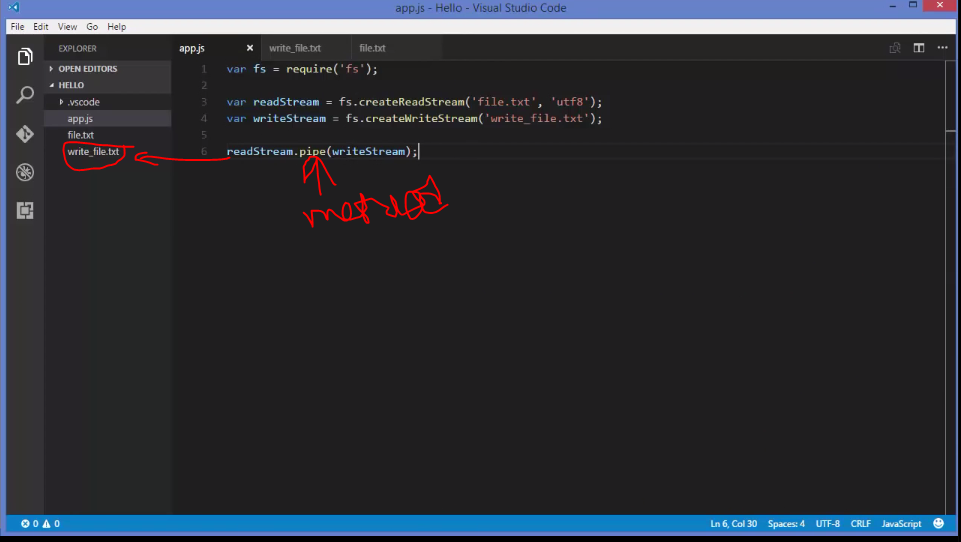 app.js - Hello - Visual Studio Code
File Edit View Go Help
EXPLORER
OPEN EDITORS
HELLO
.vscode
app.js
file.txt
write_file.txt
app.js write_file.txt file.txt
1 var fs = require('fs');
2
3 var readStream = fs.createReadStream('file.txt', 'utf8');
4 var writeStream = fs.createWriteStream('write_file.txt');
5
6 readStream.pipe(writeStream);
0 0 Ln 6, Col 30 Spaces: 4 UTF-8 CRLF JavaScript